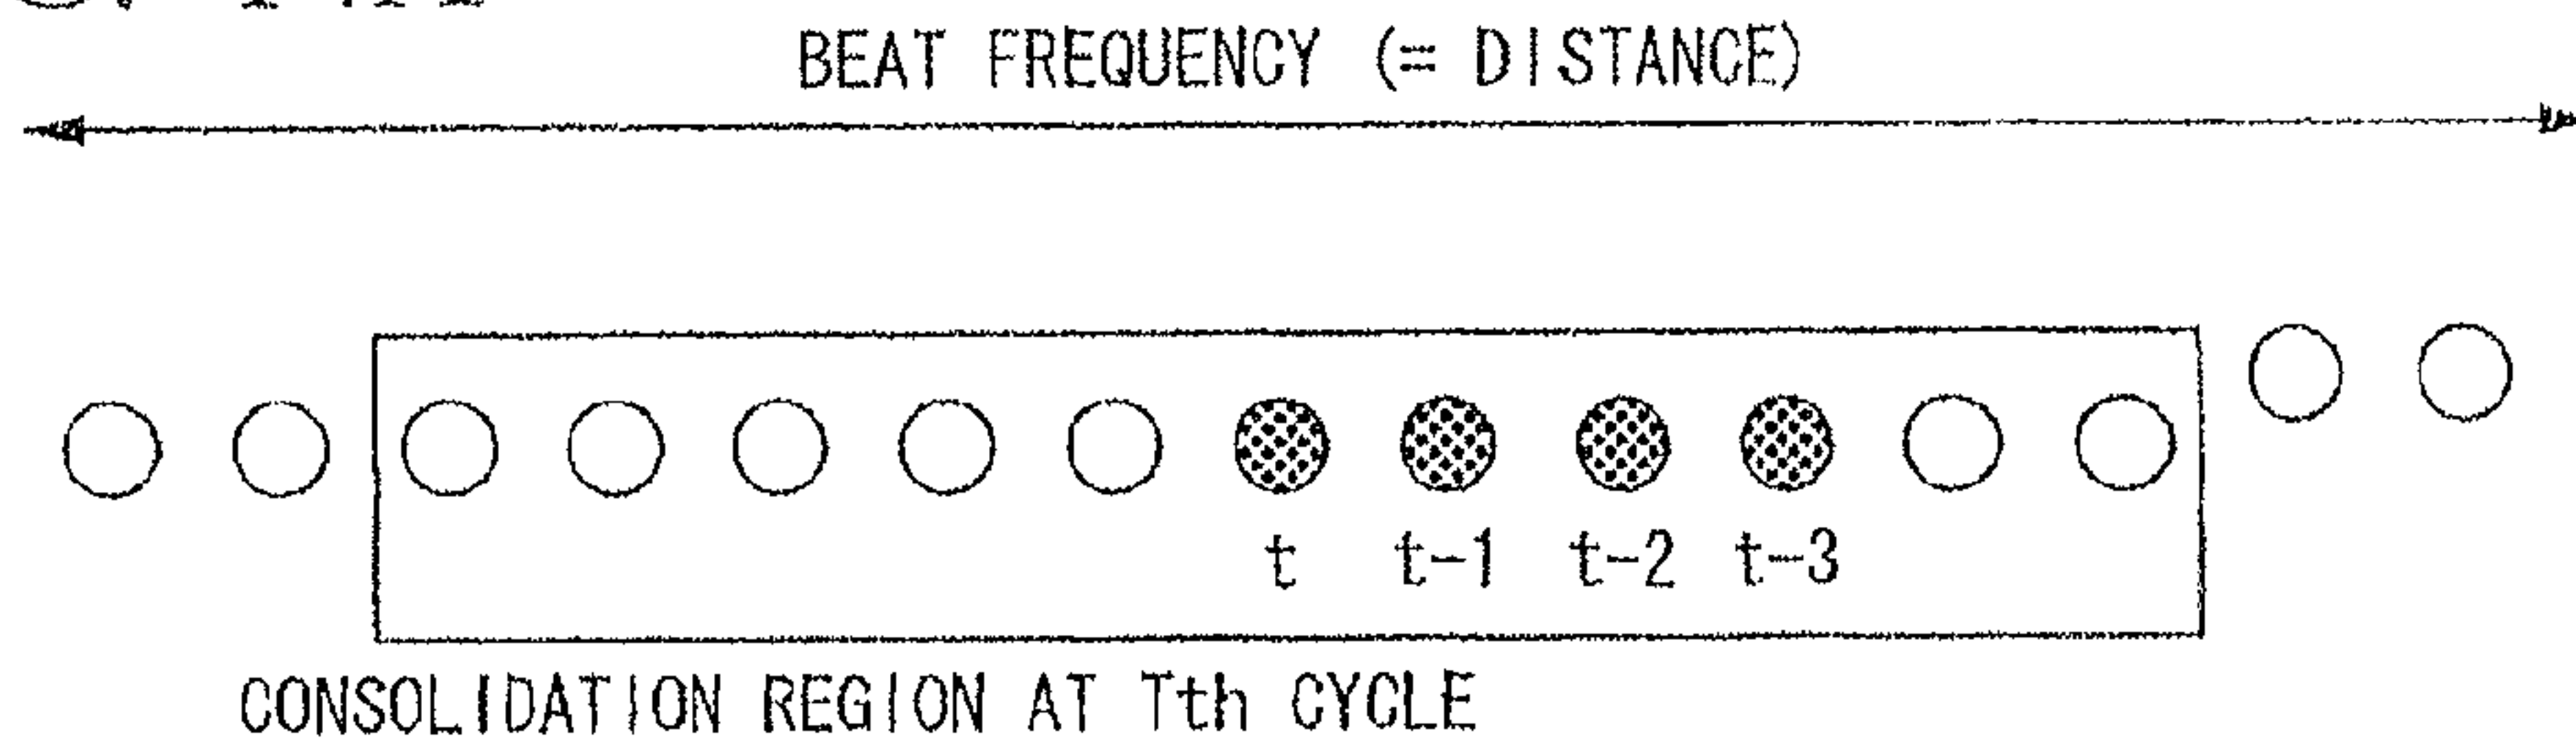 BEAT FREQUENCY (= DISTANCE)
t t-1 t-2 t-3
CONSOLIDATION REGION AT Tth CYCLE